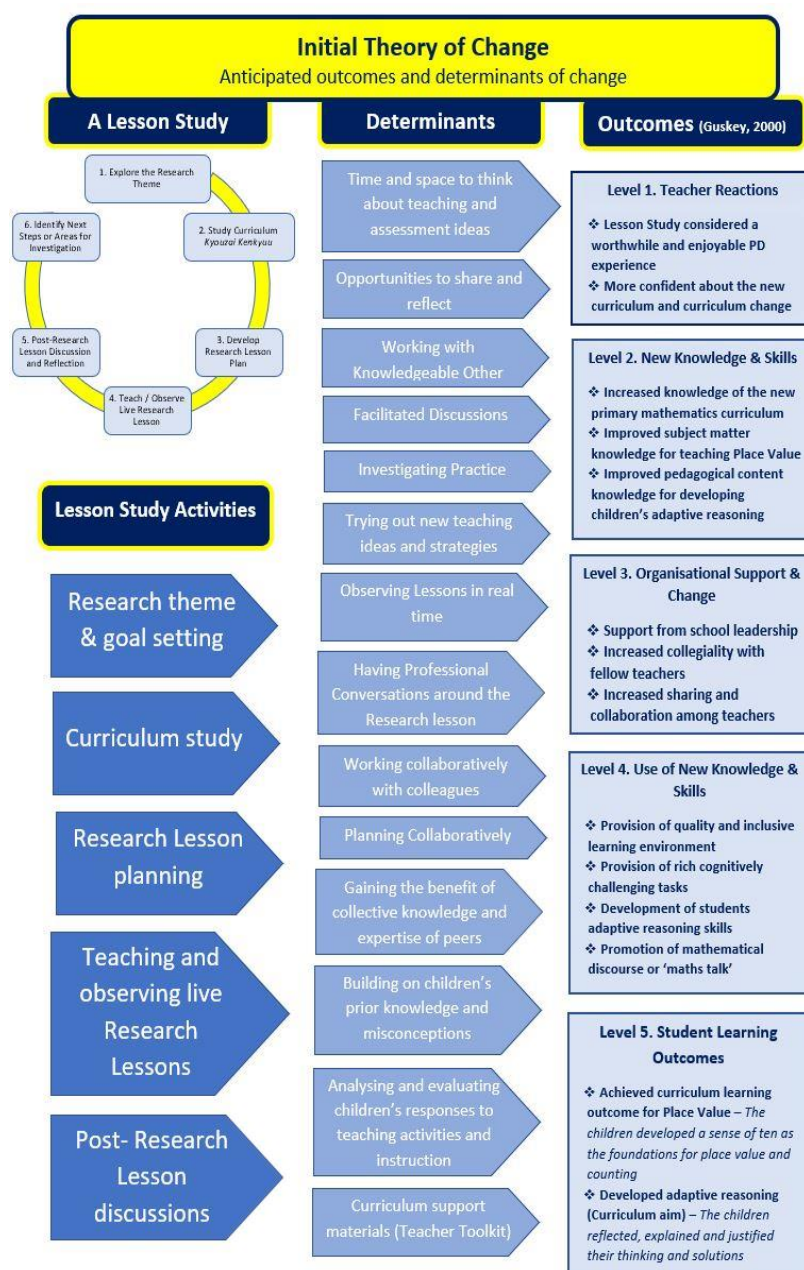 Initial Theory of Change
Anticipated outcomes and determinants of change
A Lesson Study
1. Explore the Research
Theme
2. Study Curriculum
Kyouzai Kenkyuu
3. Develop
Research Lesson
Plan
4. Teach / Observe
Live Research
Lesson
5. Post-Research
Lesson Discussion
and Reflection
6. Identify Next
Steps or Areas for
Investigation
Lesson Study Activities
Research theme
& goal setting
Curriculum study
Research Lesson
planning
Teaching and
observing live
Research
Lessons
Post- Research
Lesson
discussions
Determinants
Time and space to think
about teaching and
assessment ideas
Opportunities to share and
reflect
Working with
Knowledgeable Other
Facilitated Discussions
Investigating Practice
Trying out new teaching
ideas and strategies
Observing Lessons in real
time
Having Professional
Conversations around the
Research lesson
Working collaboratively
with colleagues
Planning Collaboratively
Gaining the benefit of
collective knowledge and
expertise of peers
Building on children's
prior knowledge and
misconceptions
Analysing and evaluating
children's responses to
teaching activities and
instruction
Curriculum support
materials (Teacher Toolkit)
Outcomes (Guskey, 2000)
Level 1. Teacher Reactions
❖ Lesson Study considered a
worthwhile and enjoyable PD
experience
❖ More confident about the new
curriculum and curriculum change
Level 2. New Knowledge & Skills
❖ Increased knowledge of the new
primary mathematics curriculum
❖ Improved subject matter
knowledge for teaching Place Value
❖ Improved pedagogical content
knowledge for developing
children's adaptive reasoning
Level 3. Organisational Support &
Change
❖ Support from school leadership
❖ Increased collegiality with
fellow teachers
❖ Increased sharing and
collaboration among teachers
Level 4. Use of New Knowledge &
Skills
❖ Provision of quality and inclusive
learning environment
❖ Provision of rich cognitively
challenging tasks
❖ Development of students
adaptive reasoning skills
❖ Promotion of mathematical
discourse or 'maths talk'
Level 5. Student Learning
Outcomes
❖ Achieved curriculum learning
outcome for Place Value – The
children developed a sense of ten as
the foundations for place value and
counting
❖ Developed adaptive reasoning
(Curriculum aim) – The children
reflected, explained and justified
their thinking and solutions